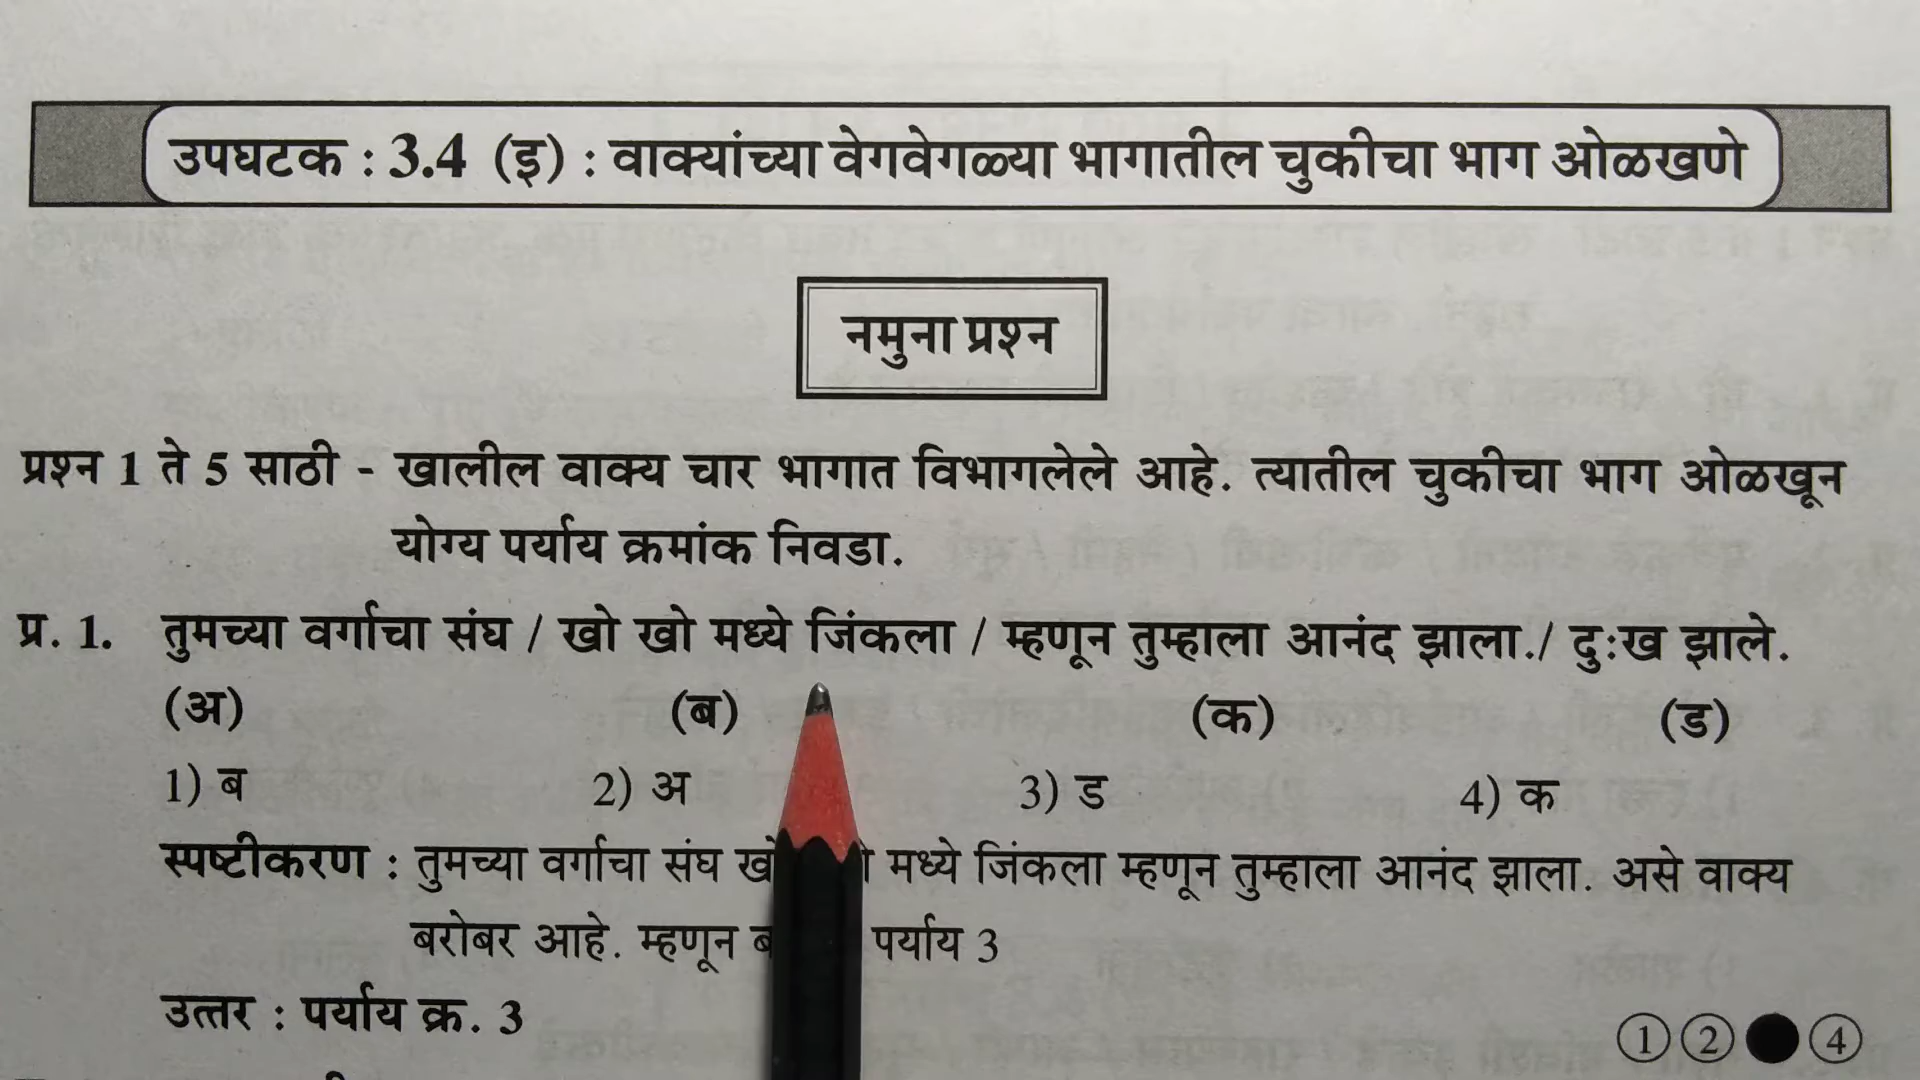 उपघटक : 3.4 (इ) : वाक्यांच्या वेगवेगळ्या भागातील चुकीचा भाग ओळखणे
नमुना प्रश्न
प्रश्न 1 ते 5 साठी - खालील वाक्य चार भागात विभागलेले आहे. त्यातील चुकीचा भाग ओळखून
योग्य पर्याय क्रमांक निवडा.
प्र. 1. तुमच्या वर्गाचा संघ / खो खो मध्ये जिंकला / म्हणून तुम्हाला आनंद झाला./ दुःख झाले.
(अ) (ब) (क) (ड)
1) ब 2) अ 3) ड 4) क
स्पष्टीकरण : तुमच्या वर्गाचा संघ मध्ये जिंकला म्हणून तुम्हाला आनंद झाला. असे वाक्य
बरोबर आहे. म्हणून पर्याय 3
उत्तर : पर्याय क्र. 3
1 2 4